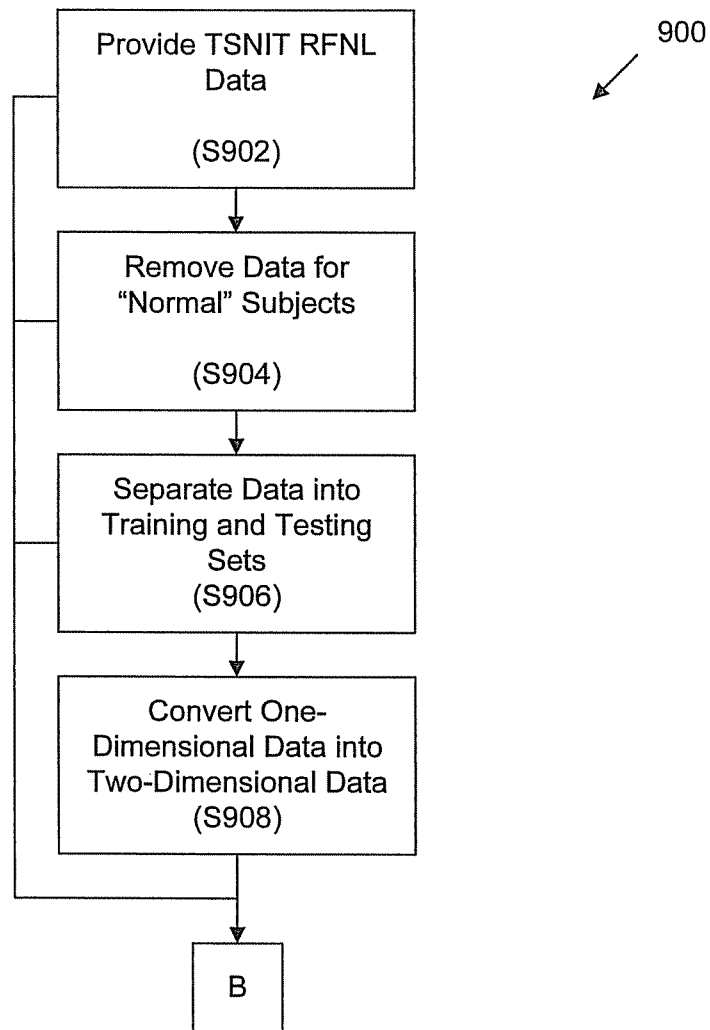 900
Provide TSNIT RFNL
Data
(S902)
Remove Data for
“Normal” Subjects
(S904)
Separate Data into
Training and Testing
Sets
(S906)
Convert One-
Dimensional Data into
Two-Dimensional Data
(S908)
B